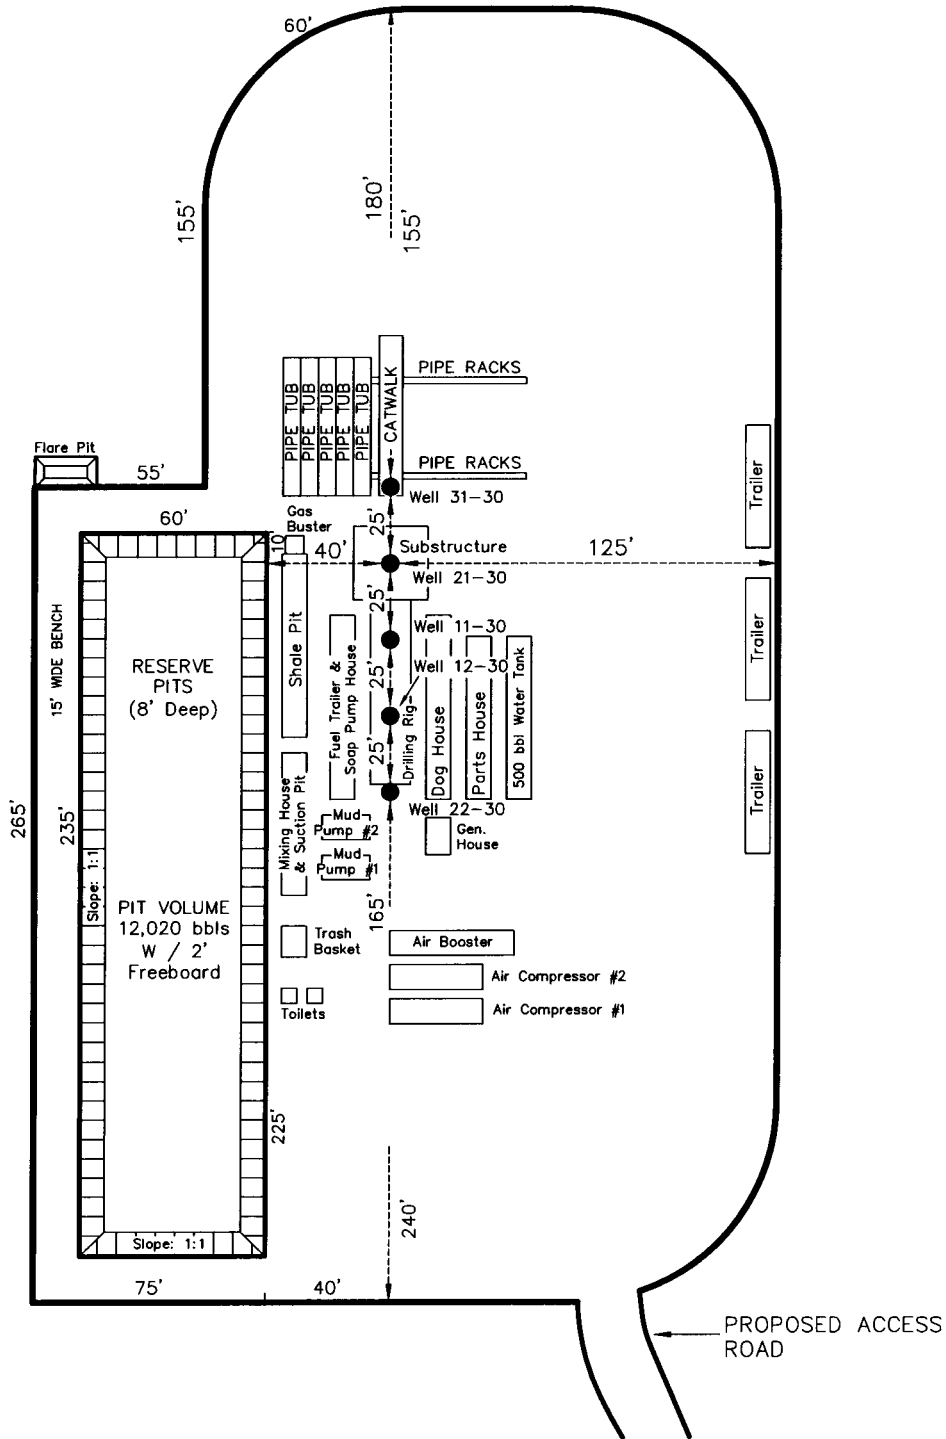 60'
155'
180'
155'
PIPE TUB
PIPE TUB
PIPE TUB
PIPE TUB
PIPE TUB
CATWALK
PIPE RACKS
PIPE RACKS
Flare Pit
55'
Well 31-30
Trailer
60'
Gas
Buster
10
40'
25'
Substructure
125'
Well 21-30
25'
15' WIDE BENCH
RESERVE
PITS
(8' Deep)
Shale Pit
Fuel Trailer &
Soap Pump House
Well 11-30
25'
Well 12-30
Drilling Rig
Dog House
Parts House
500 bbl Water Tank
Trailer
25'
Trailer
265'
235'
Mixing House
& Suction Pit
Mud
Pump #2
Mud
Pump #1
Well 22-30
Gen.
House
Slope: 1:1
PIT VOLUME
12,020 bbls
W / 2'
Freeboard
165'
Trash
Basket
Air Booster
Air Compressor #2
Toilets
Air Compressor #1
225'
240'
Slope: 1:1
75'
40'
PROPOSED ACCESS
ROAD